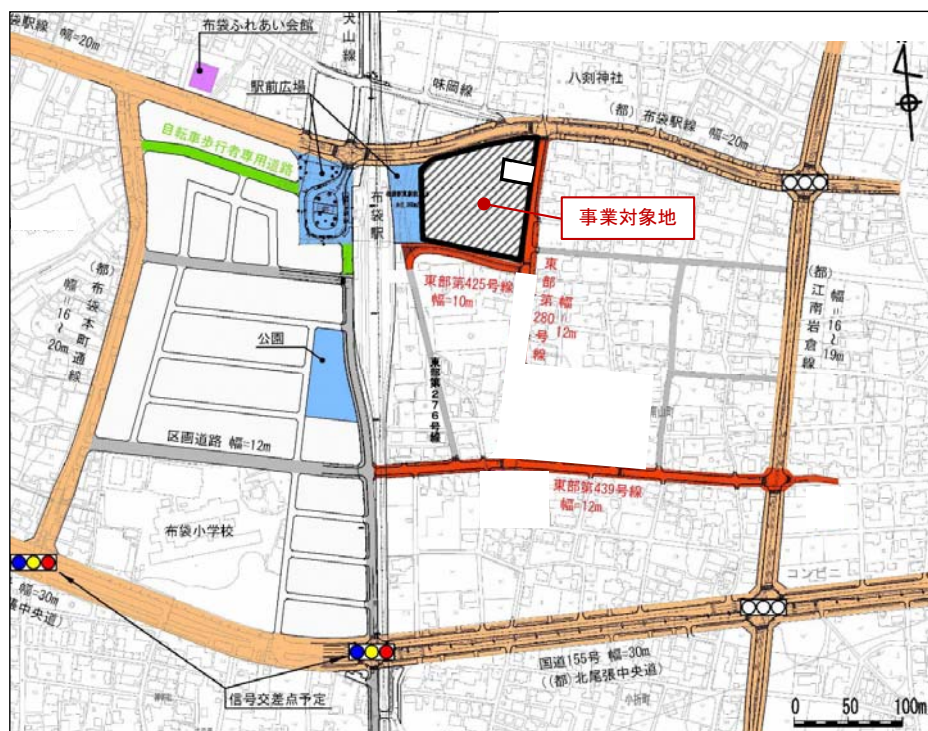 布袋ふれあい会館
犬山線
袋駅線 幅=20m
駅前広場
味岡線
八剱神社
(都)布袋駅線 幅=20m
自転車歩行者専用道路
布袋駅
事業対象地
東部第425号線
幅=10m
東部第280号線
幅=12m
(都)江南岩倉線
幅=16~19m
(都)布袋本町通線
幅=16~20m
公園
東部第276号線
区画道路 幅=12m
東部第439号線
幅=12m
布袋小学校
コンビニ
幅=30m
張中央道)
国道155号 幅=30m
((都)北尾張中央道)
信号交差点予定
小折町
0 50 100m